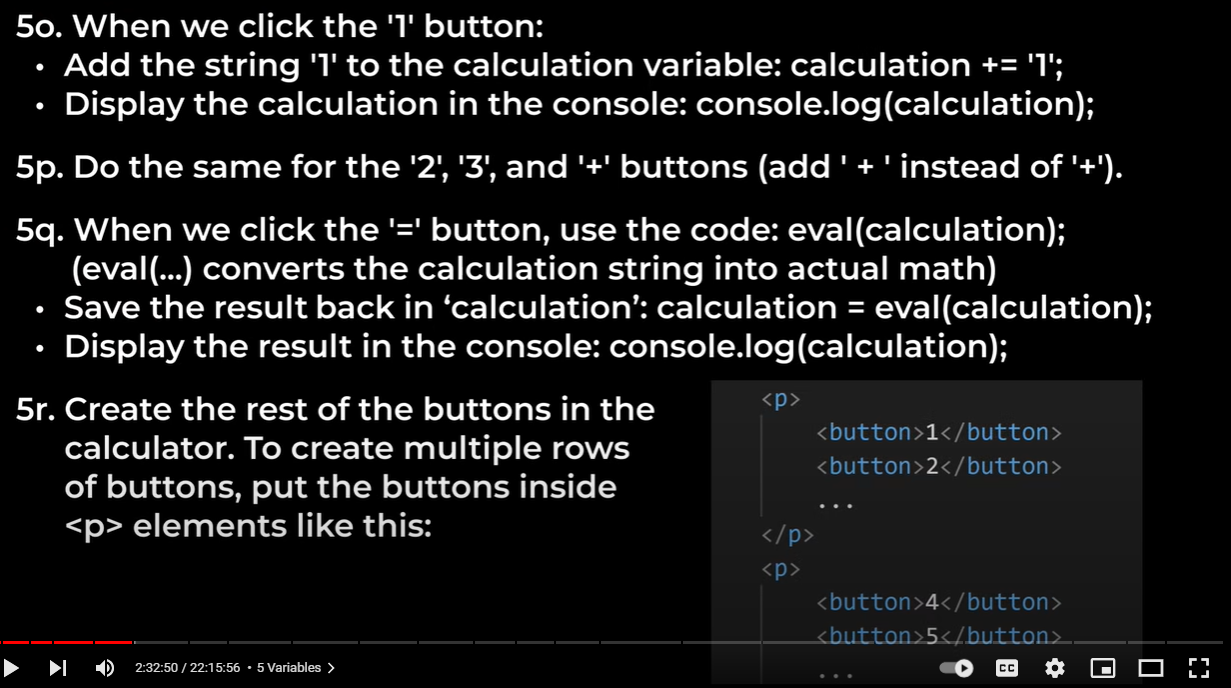 5o. When we click the '1' button:
• Add the string '1' to the calculation variable: calculation += '1';
• Display the calculation in the console: console.log(calculation);
5p. Do the same for the '2', '3', and '+' buttons (add ' + ' instead of '+').
5q. When we click the '=' button, use the code: eval(calculation);
(eval(...) converts the calculation string into actual math)
• Save the result back in ‘calculation’: calculation = eval(calculation);
• Display the result in the console: console.log(calculation);
5r. Create the rest of the buttons in the
calculator. To create multiple rows
of buttons, put the buttons inside
<p> elements like this:
<p>
<button>1</button>
<button>2</button>
...
</p>
<p>
<button>4</button>
<button>5</button>
...
2:32:50 / 22:15:56 • 5 Variables >
CC